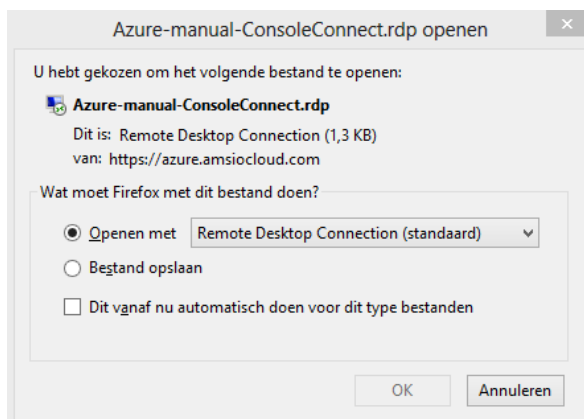 Azure-manual-ConsoleConnect.rdp openen
U hebt gekozen om het volgende bestand te openen:
Azure-manual-ConsoleConnect.rdp
Dit is: Remote Desktop Connection (1,3 KB)
van: https://azure.amsiocloud.com
Wat moet Firefox met dit bestand doen?
Openen met Remote Desktop Connection (standaard)
Bestand opslaan
Dit vanaf nu automatisch doen voor dit type bestanden
OK Annuleren